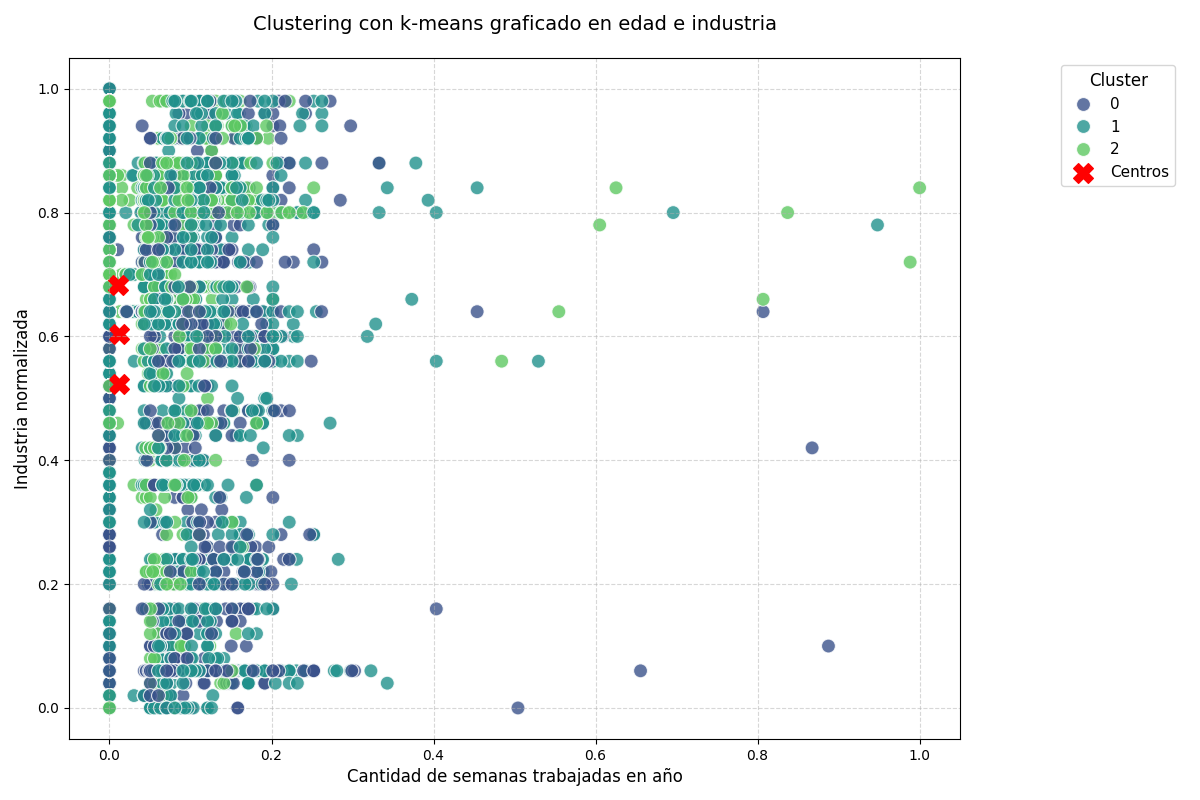 Clustering con k-means graficado en edad e industria
Industria normalizada
1.0
0.8
0.6
0.4
0.2
0.0
0.0 0.2 0.4 0.6 0.8 1.0
Cantidad de semanas trabajadas en año
Cluster
0
1
2
Centros